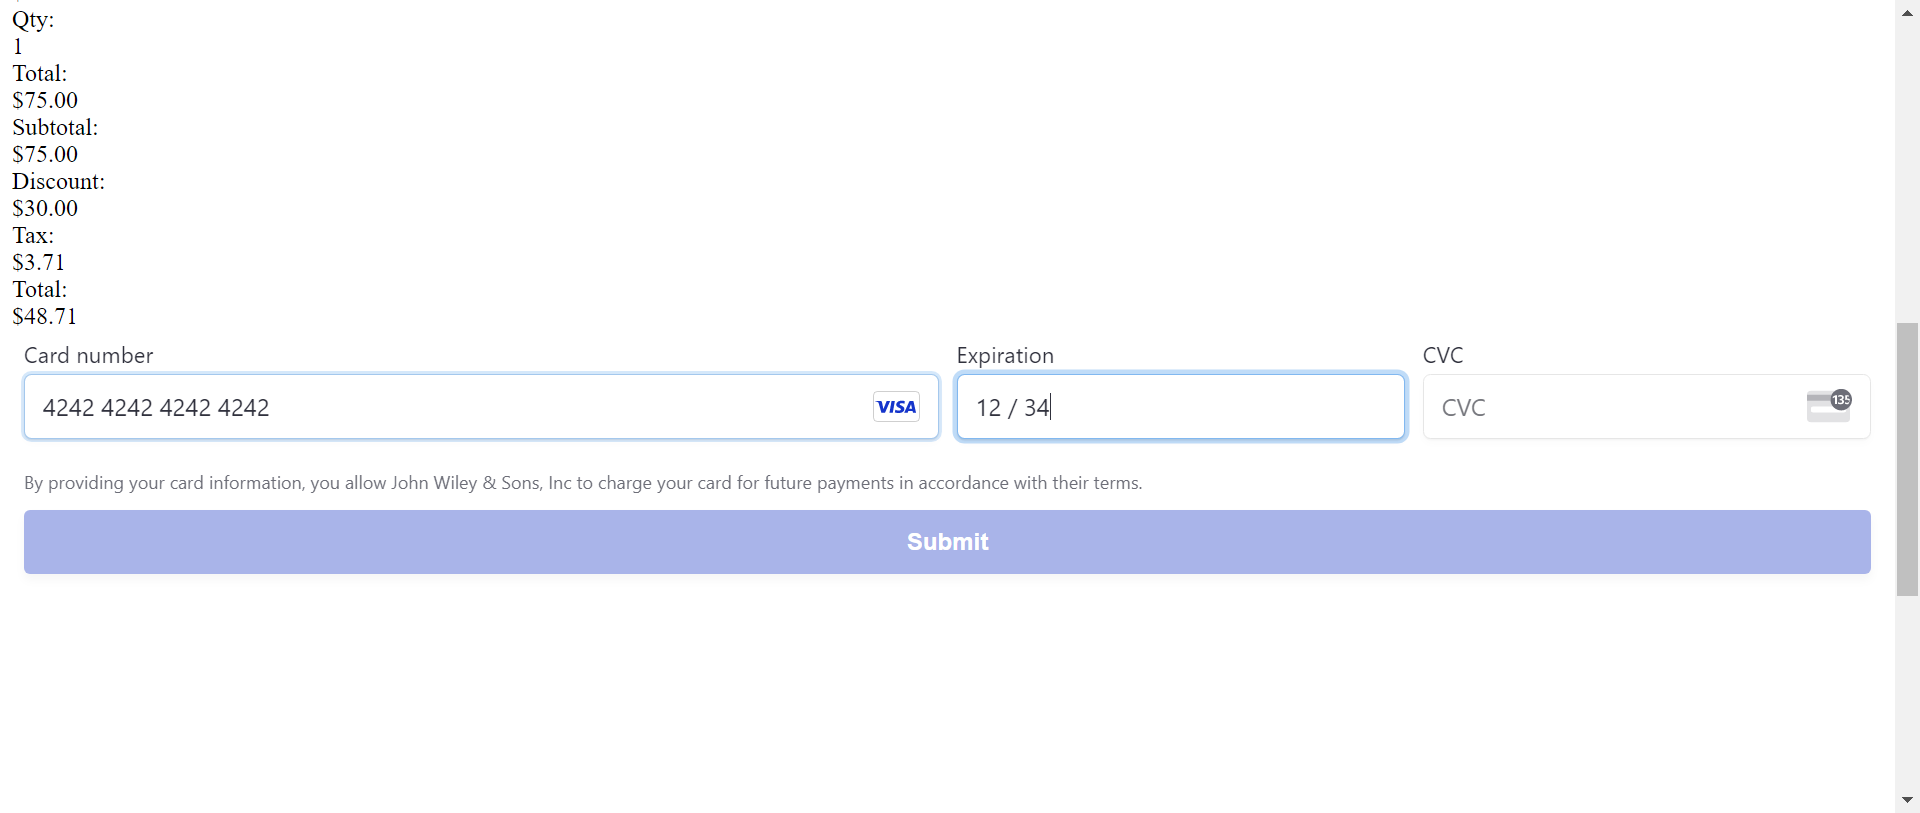 Qty:
1
Total:
$75.00
Subtotal:
$75.00
Discount:
$30.00
Tax:
$3.71
Total:
$48.71
Card number Expiration CVC
4242 4242 4242 4242 VISA 12 / 34 CVC 135
By providing your card information, you allow John Wiley & Sons, Inc to charge your card for future payments in accordance with their terms.
Submit